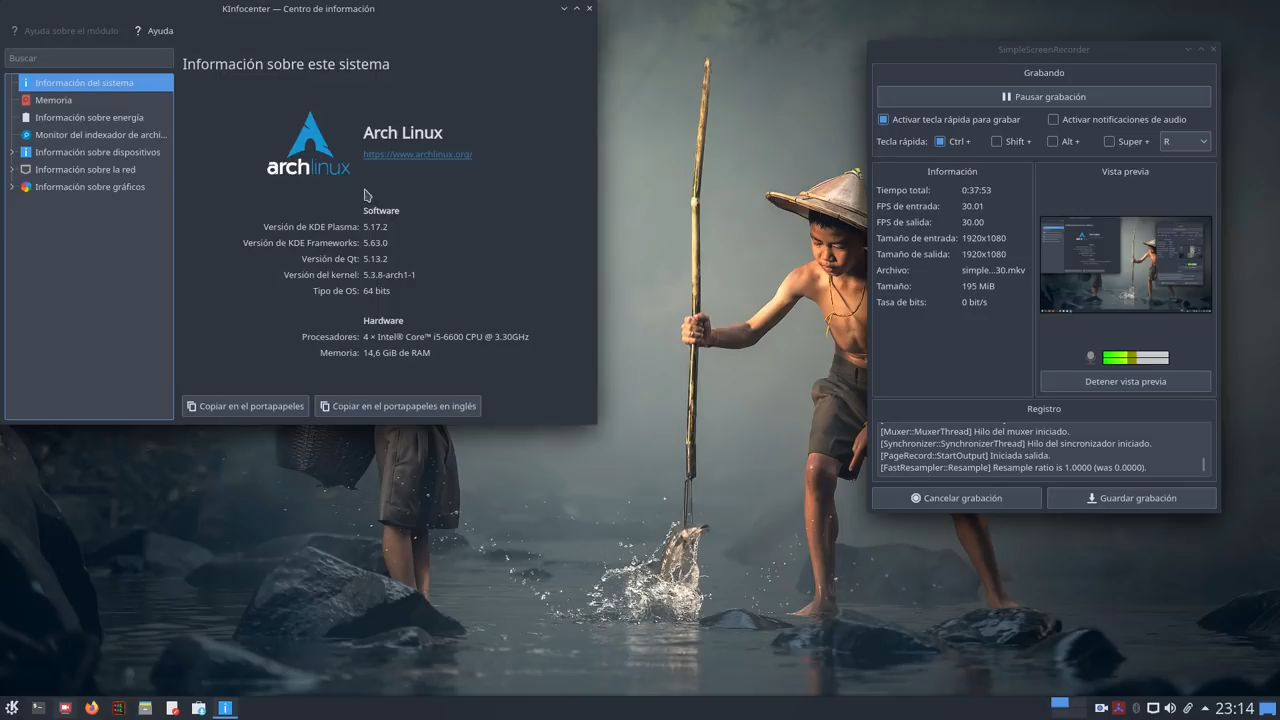 KInfocenter — Centro de información
Ayuda sobre el módulo
Ayuda
Buscar
Información del sistema
Memoria
Información sobre energía
Monitor del indexador de archi...
Información sobre dispositivos
Información sobre la red
Información sobre gráficos
Información sobre este sistema
archlinux
Arch Linux
https://www.archlinux.org/
Software
Versión de KDE Plasma: 5.17.2
Versión de KDE Frameworks: 5.63.0
Versión de Qt: 5.13.2
Versión del kernel: 5.3.8-arch1-1
Tipo de OS: 64 bits
Hardware
Procesadores: 4 × Intel® Core™ i5-6600 CPU @ 3.30GHz
Memoria: 14,6 GiB de RAM
Copiar en el portapapeles
Copiar en el portapapeles en inglés
SimpleScreenRecorder
Grabando
Pausar grabación
Activar tecla rápida para grabar
Activar notificaciones de audio
Tecla rápida: Ctrl + Shift + Alt + Super + R
Información
Tiempo total: 0:37:53
FPS de entrada: 30.01
FPS de salida: 30.00
Tamaño de entrada: 1920x1080
Tamaño de salida: 1920x1080
Archivo: simple...30.mkv
Tamaño: 195 MiB
Tasa de bits: 0 bit/s
Vista previa
Detener vista previa
Registro
[Muxer::MuxerThread] Hilo del muxer iniciado.
[Synchronizer::SynchronizerThread] Hilo del sincronizador iniciado.
[PageRecord::StartOutput] Iniciada salida.
[FastResampler::Resample] Resample ratio is 1.0000 (was 0.0000).
Cancelar grabación
Guardar grabación
23:14